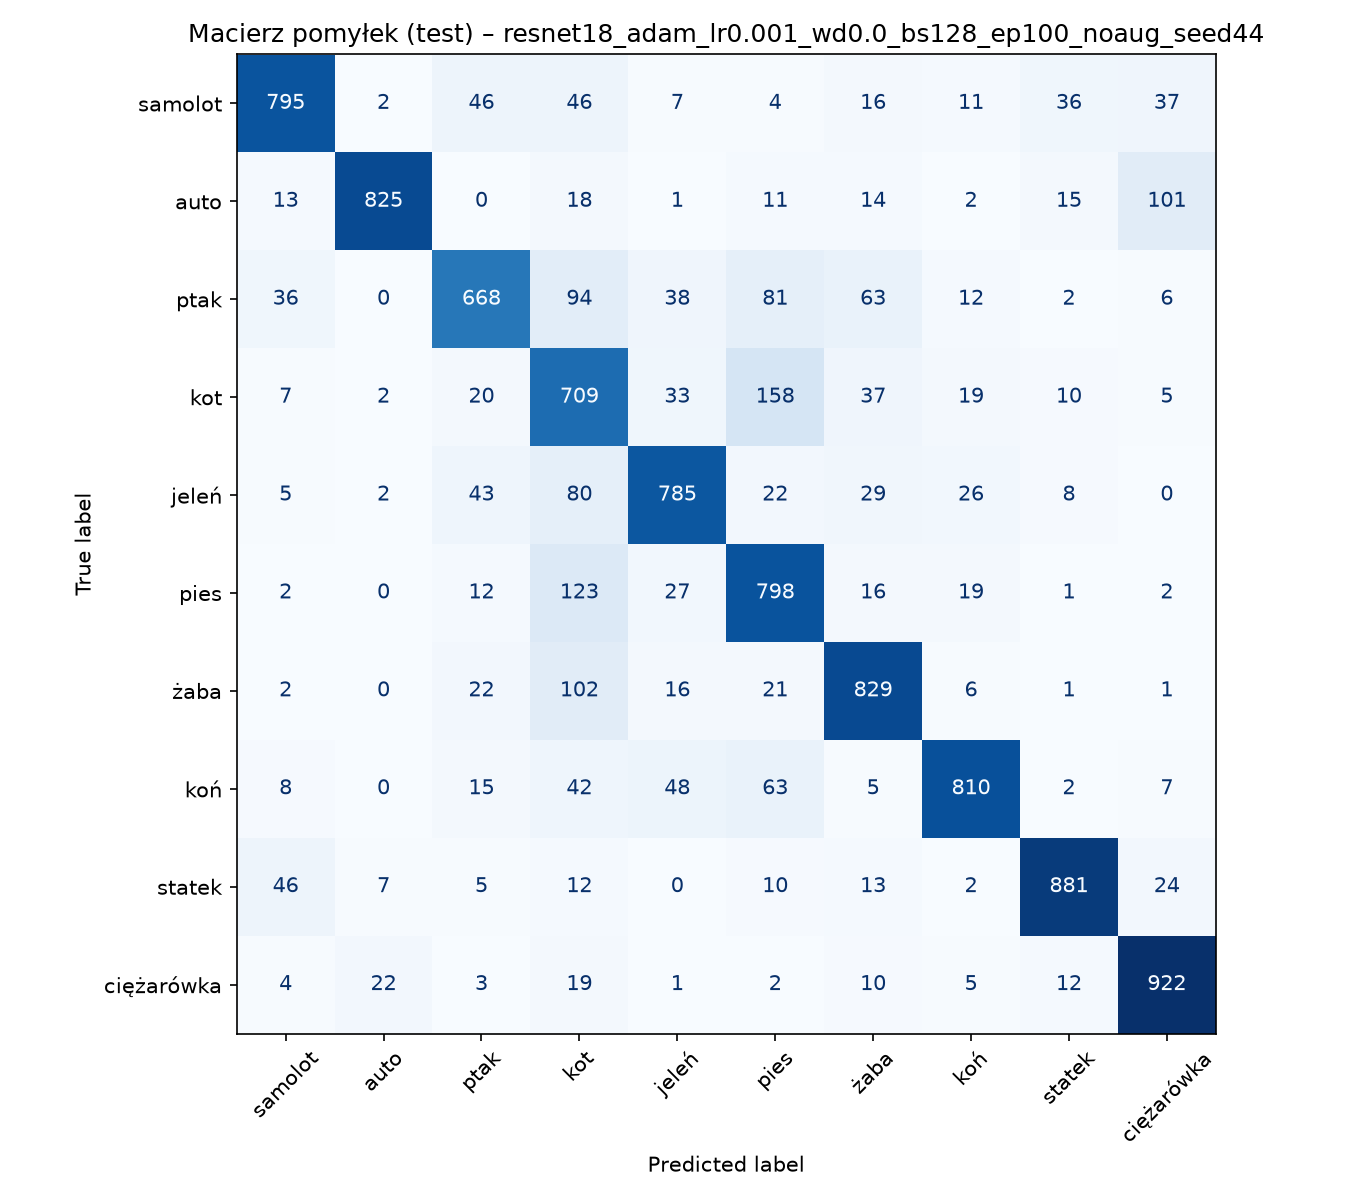 Macierz pomyłek (test) – resnet18_adam_lr0.001_wd0.0_bs128_ep100_noaug_seed44
True label
samolot 795 2 46 46 7 4 16 11 36 37
auto 13 825 0 18 1 11 14 2 15 101
ptak 36 0 668 94 38 81 63 12 2 6
kot 7 2 20 709 33 158 37 19 10 5
jeleń 5 2 43 80 785 22 29 26 8 0
pies 2 0 12 123 27 798 16 19 1 2
żaba 2 0 22 102 16 21 829 6 1 1
koń 8 0 15 42 48 63 5 810 2 7
statek 46 7 5 12 0 10 13 2 881 24
ciężarówka 4 22 3 19 1 2 10 5 12 922
samolot auto ptak kot jeleń pies żaba koń statek ciężarówka
Predicted label